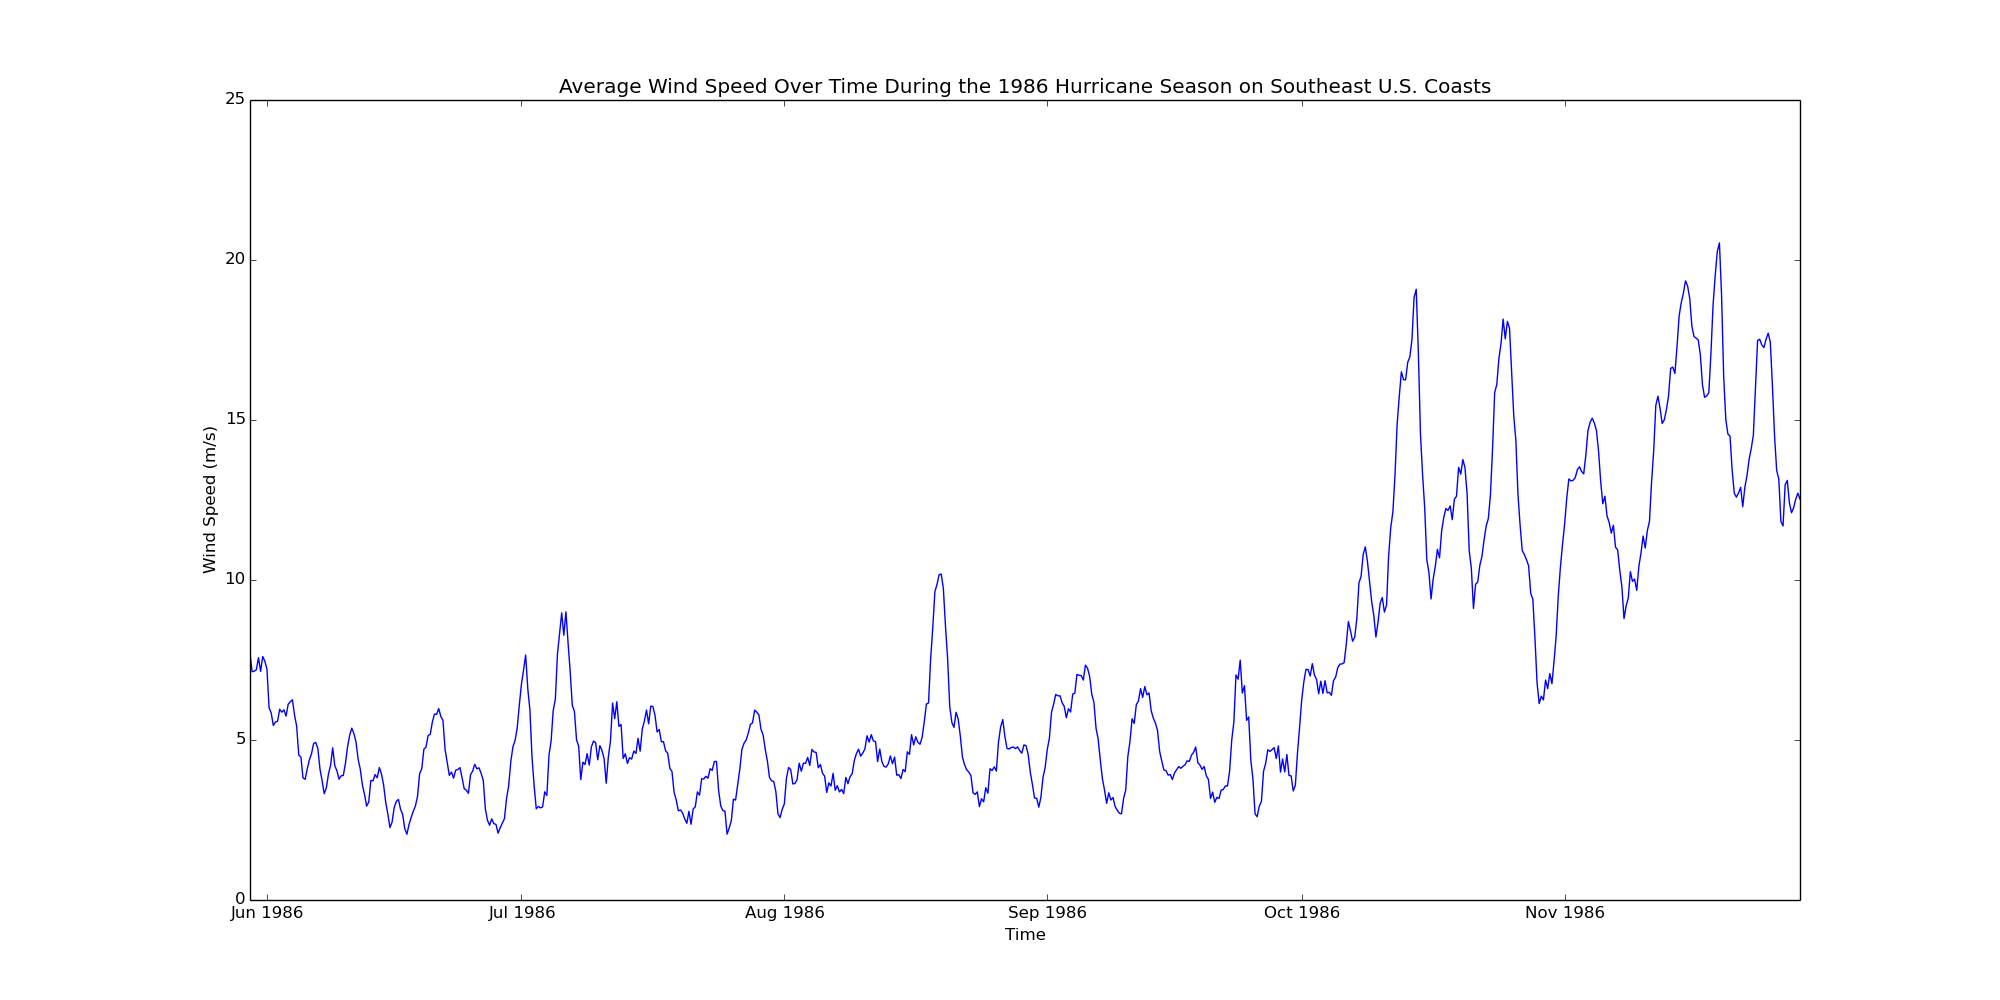 Average Wind Speed Over Time During the 1986 Hurricane Season on Southeast U.S. Coasts
25
20
15
10
5
0
Wind Speed (m/s)
Jun 1986 Jul 1986 Aug 1986 Sep 1986 Oct 1986 Nov 1986
Time